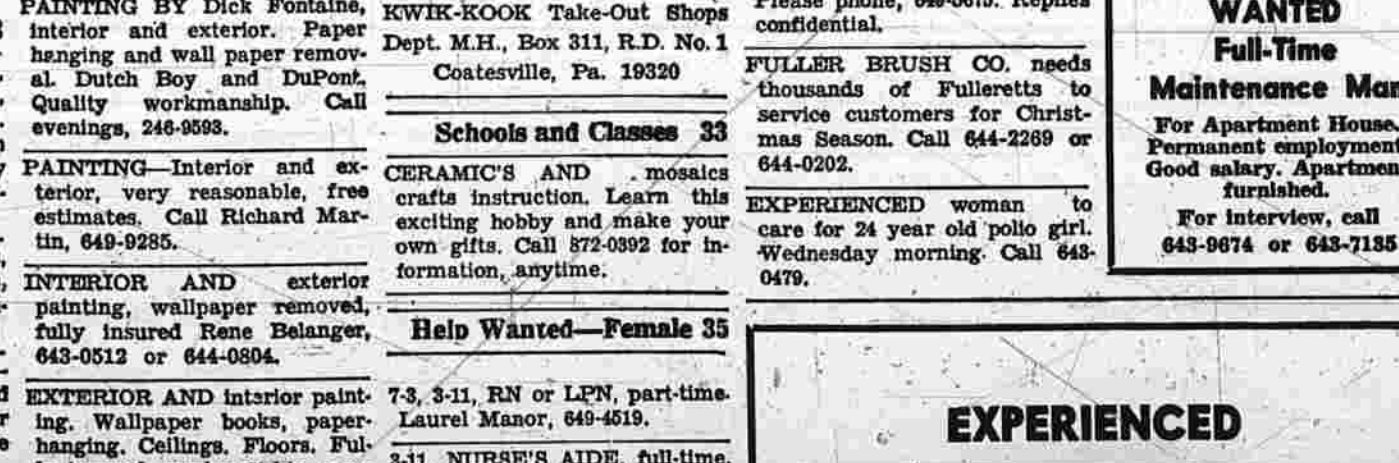 PAINTING BY Dick Fontaine,
interior and exterior. Paper
hanging and wall paper remov-
al. Dutch Boy and DuPont.
Quality workmanship. Call
evenings, 246-9593.
PAINTING—Interior and ex-
terior, very reasonable, free
estimates. Call Richard Mar-
tin, 649-9285.
INTERIOR AND exterior
painting, wallpaper removed,
fully insured Rene Belanger,
643-0512 or 644-0804.
EXTERIOR AND interior paint-
ing. Wallpaper books, paper-
hanging. Ceilings. Floors. Ful-
KWIK-KOOK Take-Out Shops
Dept. M.H., Box 311, R.D. No. 1
Coatesville, Pa. 19320
Schools and Classes 33
CERAMIC'S AND mosaics
crafts instruction. Learn this
exciting hobby and make your
own gifts. Call 872-0392 for in-
formation, anytime.
Help Wanted—Female 35
7-3, 3-11, RN or LPN, part-time.
Laurel Manor, 649-4519.
3-11 NURSE'S AIDE, full-time.
Please phone, Replies
confidential.
FULLER BRUSH CO. needs
thousands of Fulleretts to
service customers for Christ-
mas Season. Call 644-2269 or
644-0202.
EXPERIENCED woman to
care for 24 year old polio girl.
Wednesday morning. Call 643-
0479.
WANTED
Full-Time
Maintenance Man
For Apartment House.
Permanent employment
Good salary. Apartmen
furnished.
For interview, call
643-9674 or 643-7135
EXPERIENCED